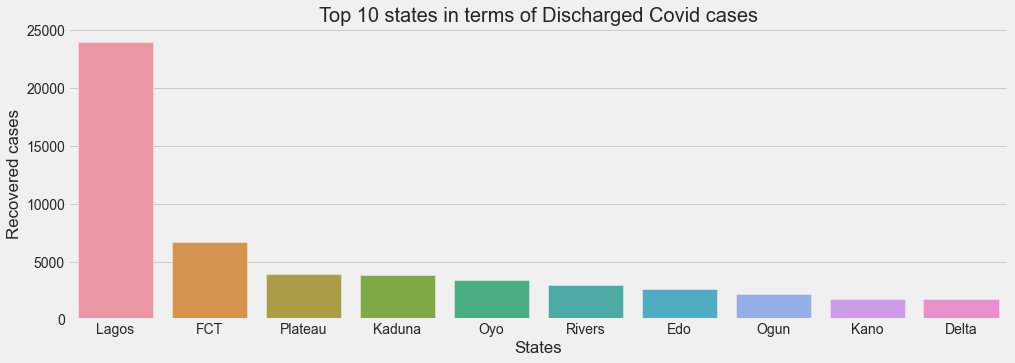 Top 10 states in terms of Discharged Covid cases
25000
20000
15000
10000
5000
0
Recovered cases
Lagos FCT Plateau Kaduna Oyo Rivers Edo Ogun Kano Delta
States